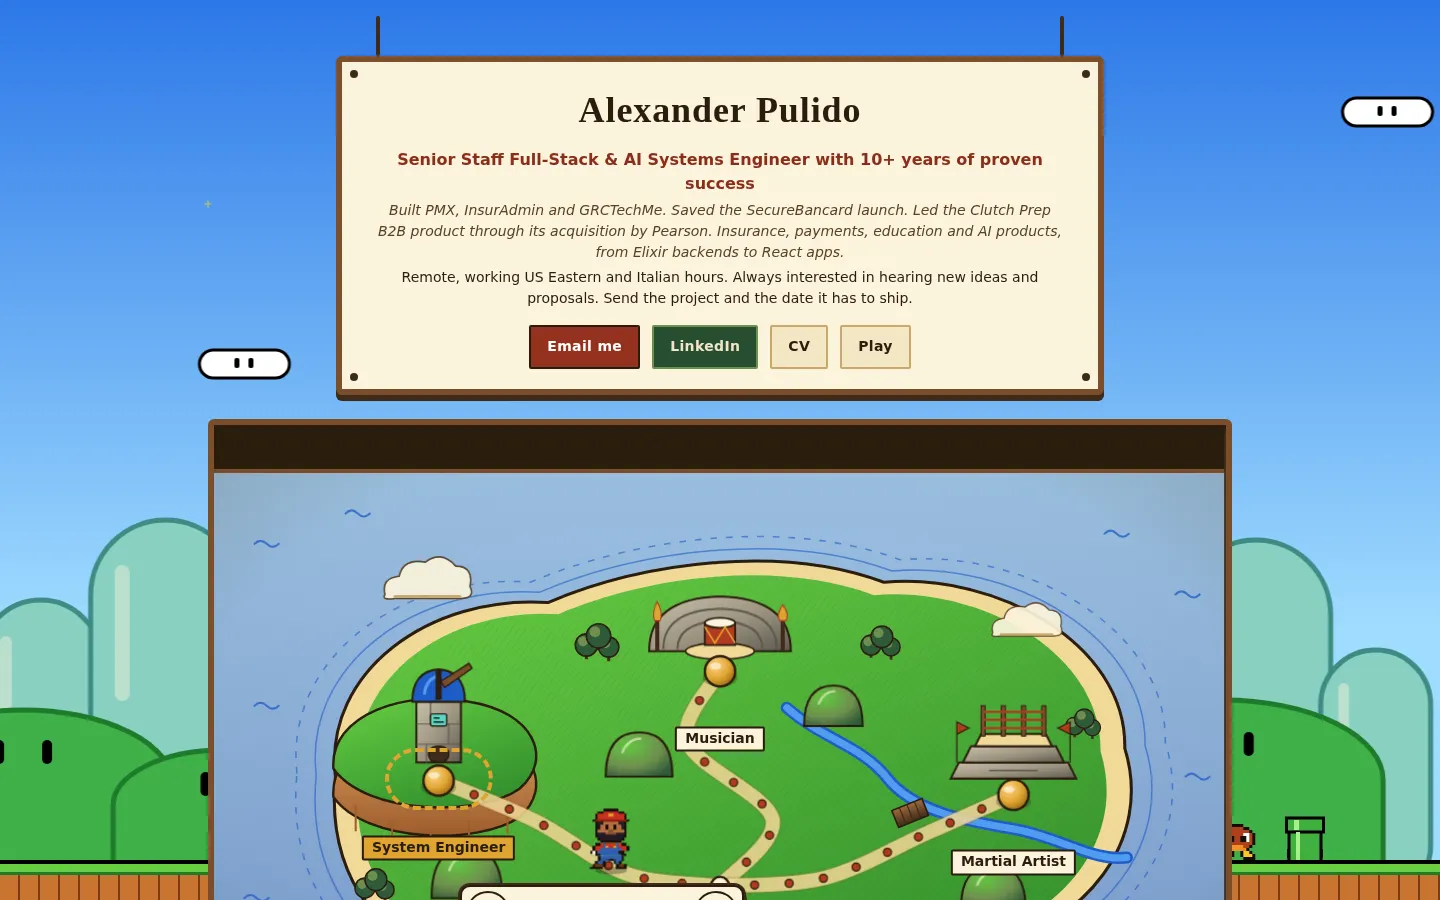 Alexander Pulido
Senior Staff Full-Stack & AI Systems Engineer with 10+ years of proven
success
Built PMX, InsurAdmin and GRCTechMe. Saved the SecureBancard launch. Led the Clutch Prep
B2B product through its acquisition by Pearson. Insurance, payments, education and AI products,
from Elixir backends to React apps.
Remote, working US Eastern and Italian hours. Always interested in hearing new ideas and
proposals. Send the project and the date it has to ship.
Email me LinkedIn CV Play
Musician
System Engineer
Martial Artist